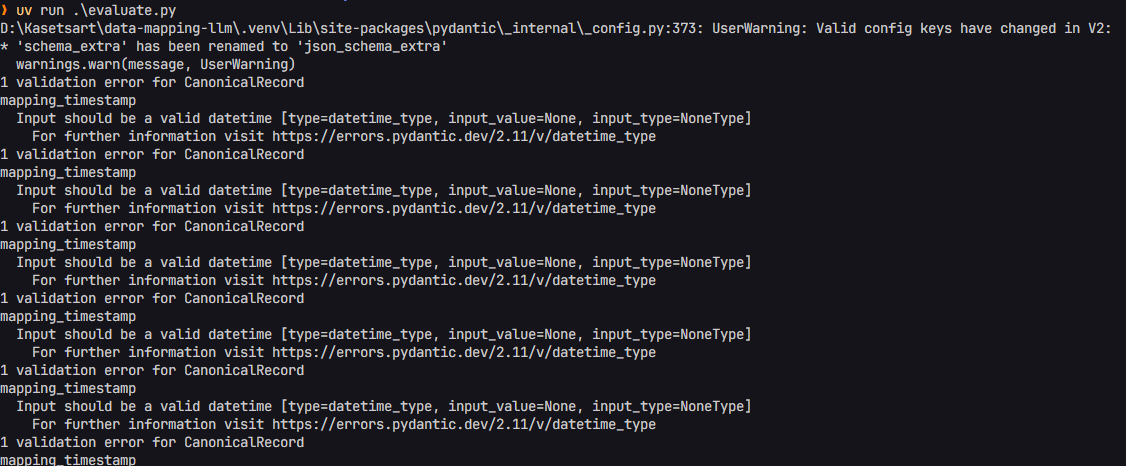 ❯ uv run .\evaluate.py
D:\Kasetsart\data-mapping-llm\.venv\Lib\site-packages\pydantic\_internal\_config.py:373: UserWarning: Valid config keys have changed in V2:
* 'schema_extra' has been renamed to 'json_schema_extra'
  warnings.warn(message, UserWarning)
1 validation error for CanonicalRecord
mapping_timestamp
  Input should be a valid datetime [type=datetime_type, input_value=None, input_type=NoneType]
    For further information visit https://errors.pydantic.dev/2.11/v/datetime_type
1 validation error for CanonicalRecord
mapping_timestamp
  Input should be a valid datetime [type=datetime_type, input_value=None, input_type=NoneType]
    For further information visit https://errors.pydantic.dev/2.11/v/datetime_type
1 validation error for CanonicalRecord
mapping_timestamp
  Input should be a valid datetime [type=datetime_type, input_value=None, input_type=NoneType]
    For further information visit https://errors.pydantic.dev/2.11/v/datetime_type
1 validation error for CanonicalRecord
mapping_timestamp
  Input should be a valid datetime [type=datetime_type, input_value=None, input_type=NoneType]
    For further information visit https://errors.pydantic.dev/2.11/v/datetime_type
1 validation error for CanonicalRecord
mapping_timestamp
  Input should be a valid datetime [type=datetime_type, input_value=None, input_type=NoneType]
    For further information visit https://errors.pydantic.dev/2.11/v/datetime_type
1 validation error for CanonicalRecord
mapping_timestamp